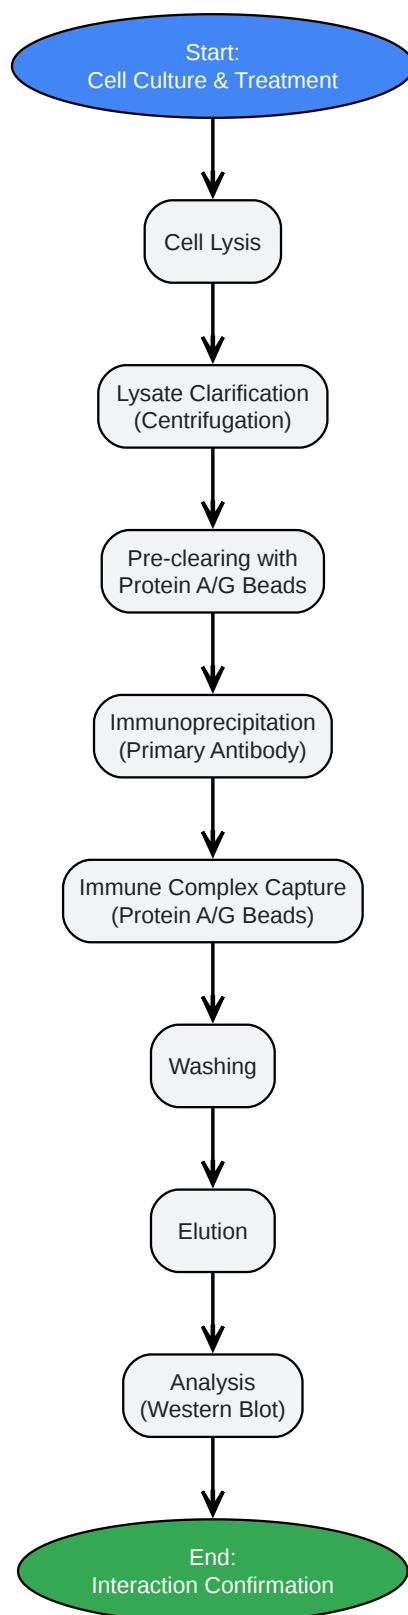 Start:
Cell Culture & Treatment
Cell Lysis
Lysate Clarification
(Centrifugation)
Pre-clearing with
Protein A/G Beads
Immunoprecipitation
(Primary Antibody)
Immune Complex Capture
(Protein A/G Beads)
Washing
Elution
Analysis
(Western Blot)
End:
Interaction Confirmation